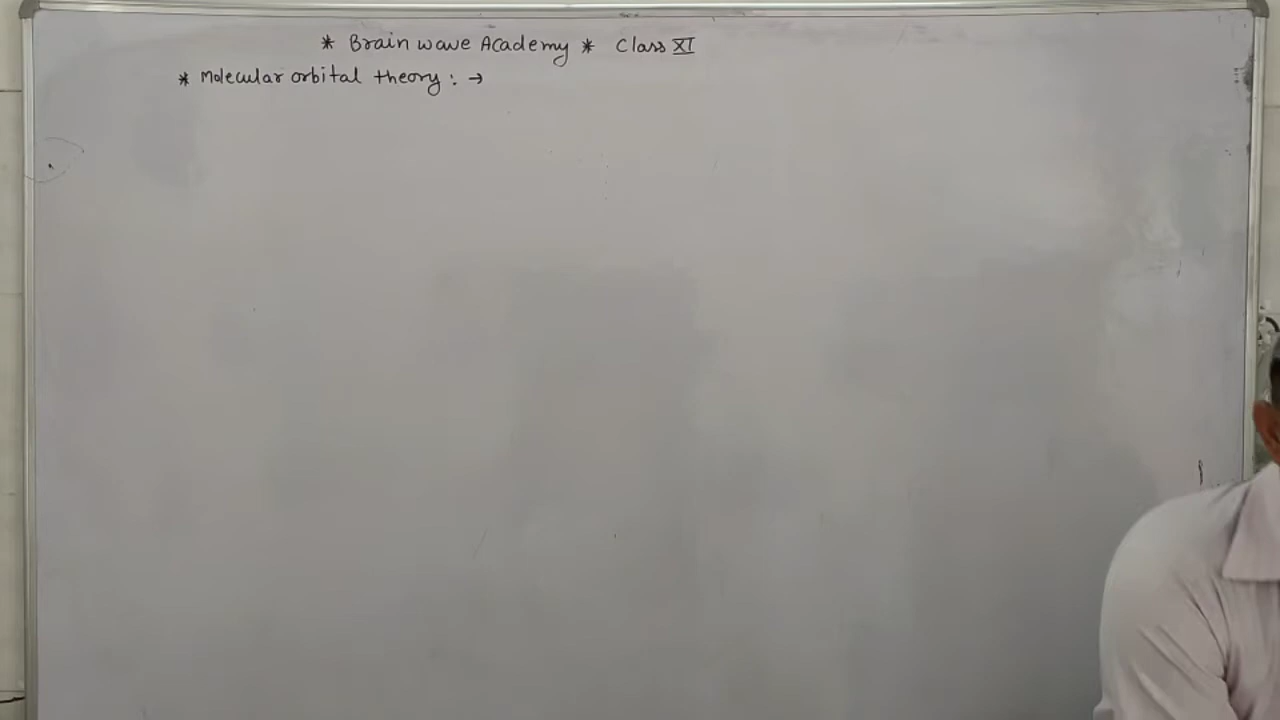 * Brain wave Academy * Class XI
* Molecular orbital theory : →